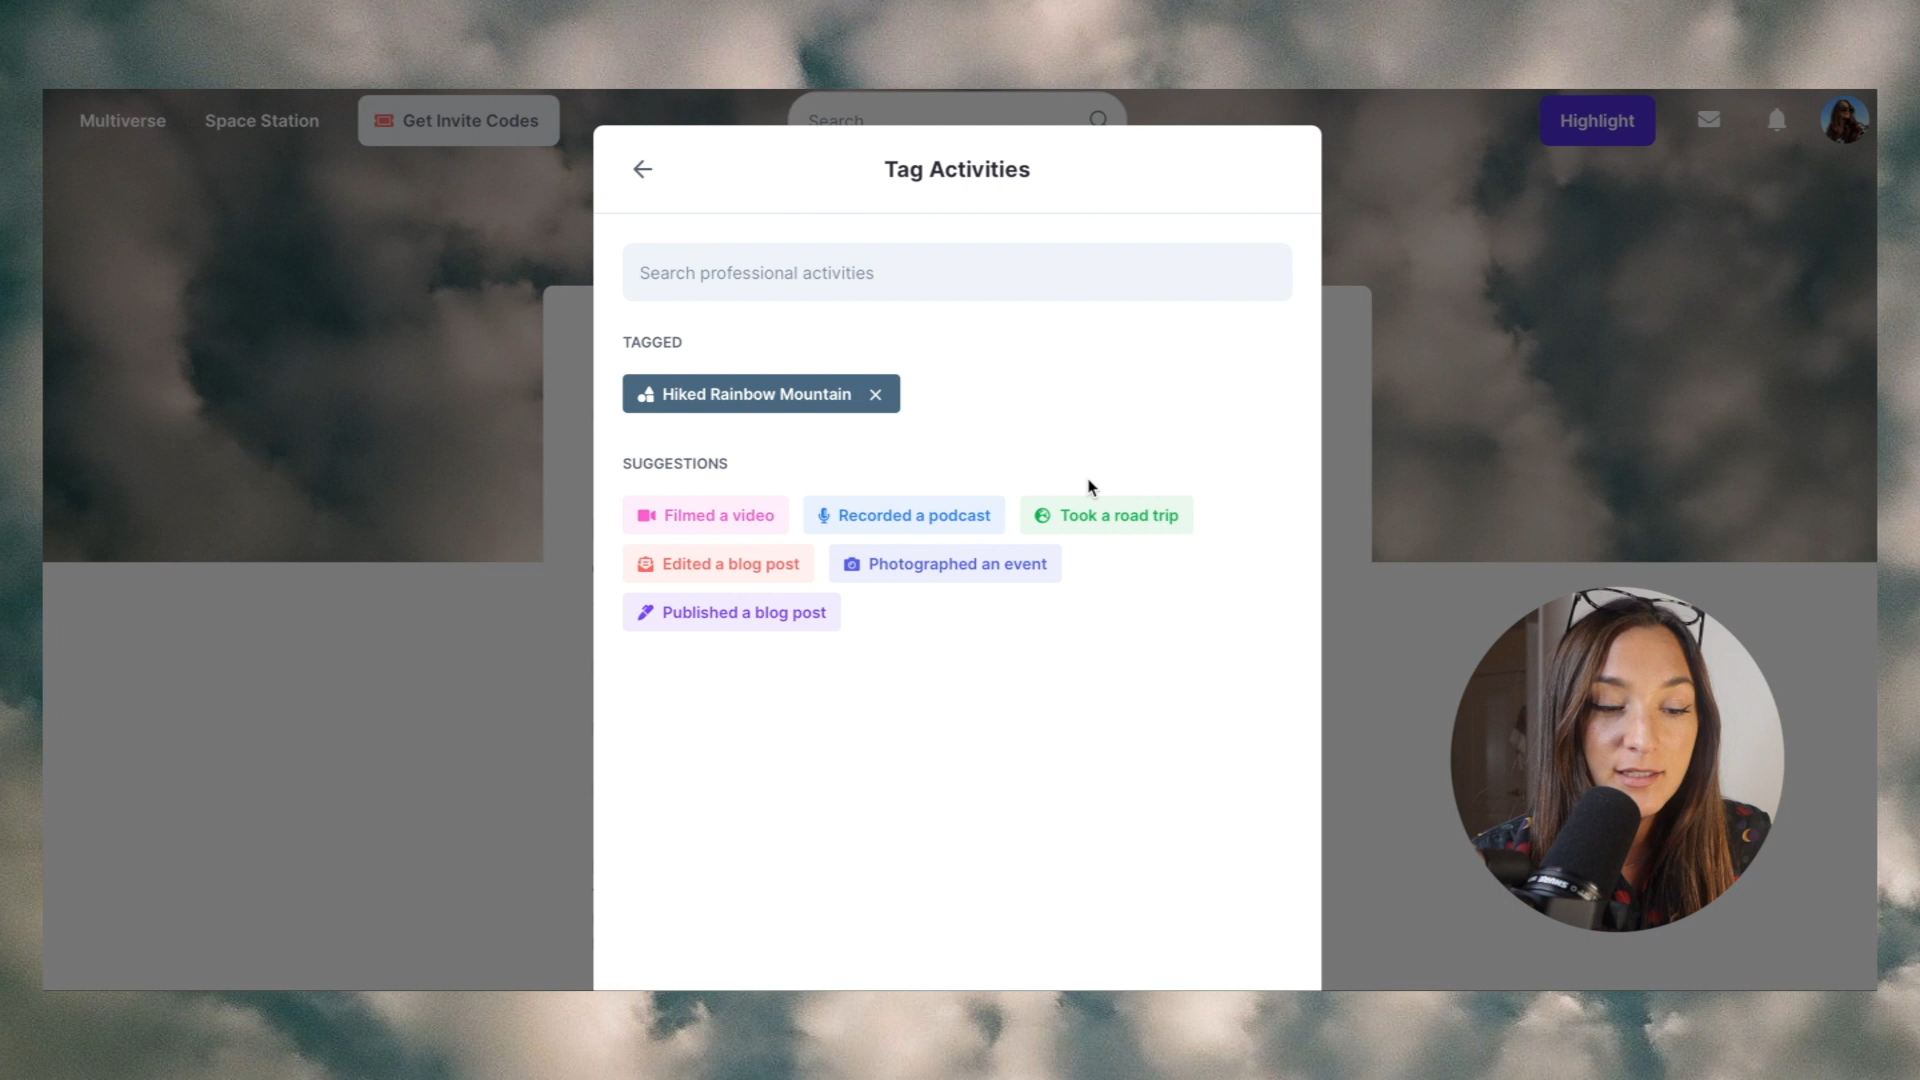 Multiverse Space Station Get Invite Codes Search Highlight
Tag Activities
Search professional activities
TAGGED
Hiked Rainbow Mountain
SUGGESTIONS
Filmed a video Recorded a podcast Took a road trip
Edited a blog post Photographed an event
Published a blog post